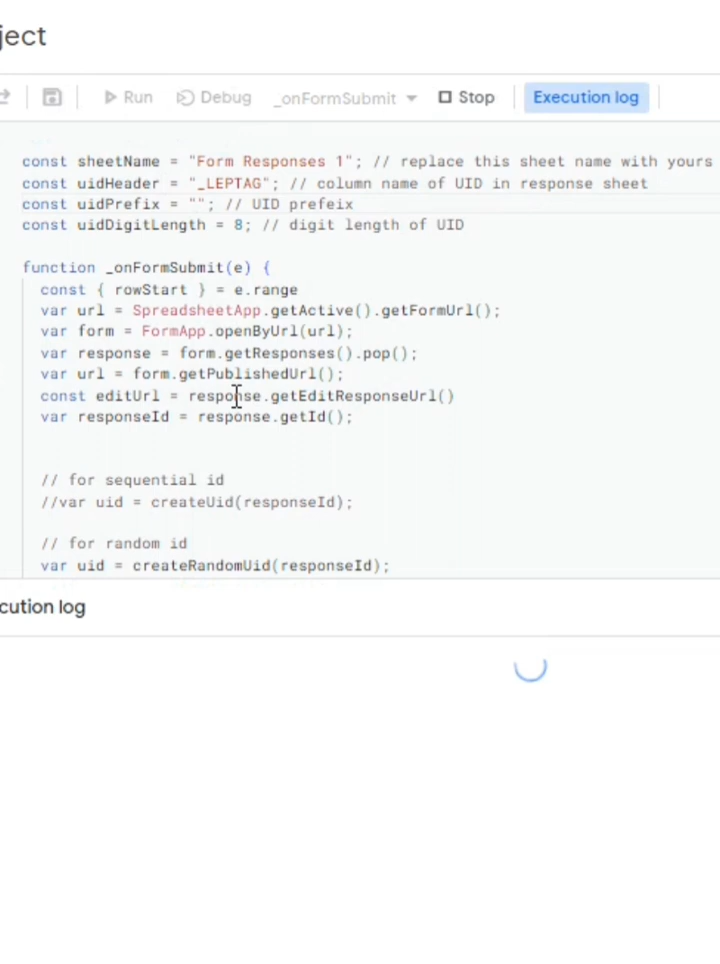 ject
Run Debug _onFormSubmit Stop Execution log
const sheetName = "Form Responses 1"; // replace this sheet name with yours
const uidHeader = "_LEPTAG"; // column name of UID in response sheet
const uidPrefix = ""; // UID prefeix
const uidDigitLength = 8; // digit length of UID
function _onFormSubmit(e) {
const { rowStart } = e.range
var url = SpreadsheetApp.getActive().getFormUrl();
var form = FormApp.openByUrl(url);
var response = form.getResponses().pop();
var url = form.getPublishedUrl();
const editUrl = response.getEditResponseUrl()
var responseId = response.getId();
// for sequential id
//var uid = createUid(responseId);
// for random id
var uid = createRandomUid(responseId);
cution log